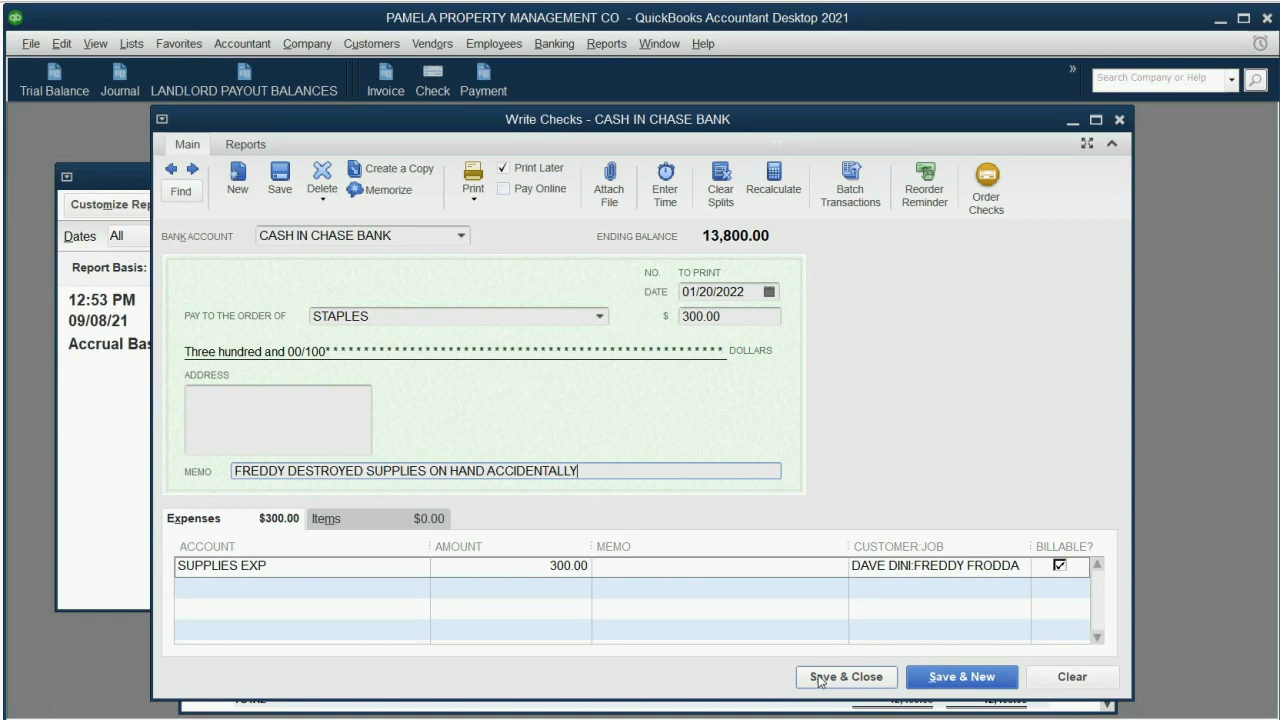 PAMELA PROPERTY MANAGEMENT CO - QuickBooks Accountant Desktop 2021
File Edit View Lists Favorites Accountant Company Customers Vendors Employees Banking Reports Window Help
Trial Balance Journal LANDLORD PAYOUT BALANCES Invoice Check Payment » Search Company or Help
Write Checks - CASH IN CHASE BANK
Main Reports
Find New Save Delete Create a Copy Memorize Print Print Later Pay Online Attach File Enter Time Clear Splits Recalculate Batch Transactions Reorder Reminder Order Checks
Customize Rep
Dates All
Report Basis:
12:53 PM
09/08/21
Accrual Bas
BANK ACCOUNT CASH IN CHASE BANK ENDING BALANCE 13,800.00
NO. TO PRINT
DATE 01/20/2022
PAY TO THE ORDER OF STAPLES $ 300.00
Three hundred and 00/100* * * * * * * * * * * * * * * * * * * * * * * * * * * * * * * * * * * * * * * * * * * * * * * * * * * DOLLARS
ADDRESS
MEMO FREDDY DESTROYED SUPPLIES ON HAND ACCIDENTALLY
Expenses $300.00 Items $0.00
ACCOUNT AMOUNT MEMO CUSTOMER:JOB BILLABLE?
SUPPLIES EXP 300.00 DAVE DINI:FREDDY FRODDA
Save & Close Save & New Clear